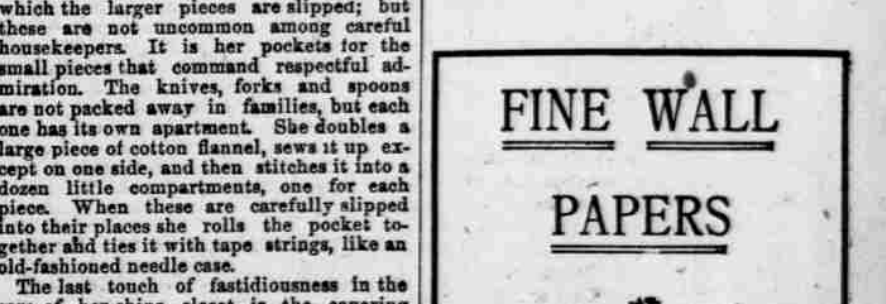 which the larger pieces are slipped; but
these are not uncommon among careful
housekeepers. It is her pockets for the
small pieces that command respectful ad-
miration. The knives, forks and spoons
are not packed away in families, but each
one has its own apartment. She doubles a
large piece of cotton flannel, sews it up ex-
cept on one side, and then stitches it into a
dozen little compartments, one for each
piece. When these are carefully slipped
into their places she rolls the pocket to-
gether and ties it with tape strings, like an
old-fashioned needle case.
The last touch of fastidiousness in the
closet is the
FINE WALL
PAPERS